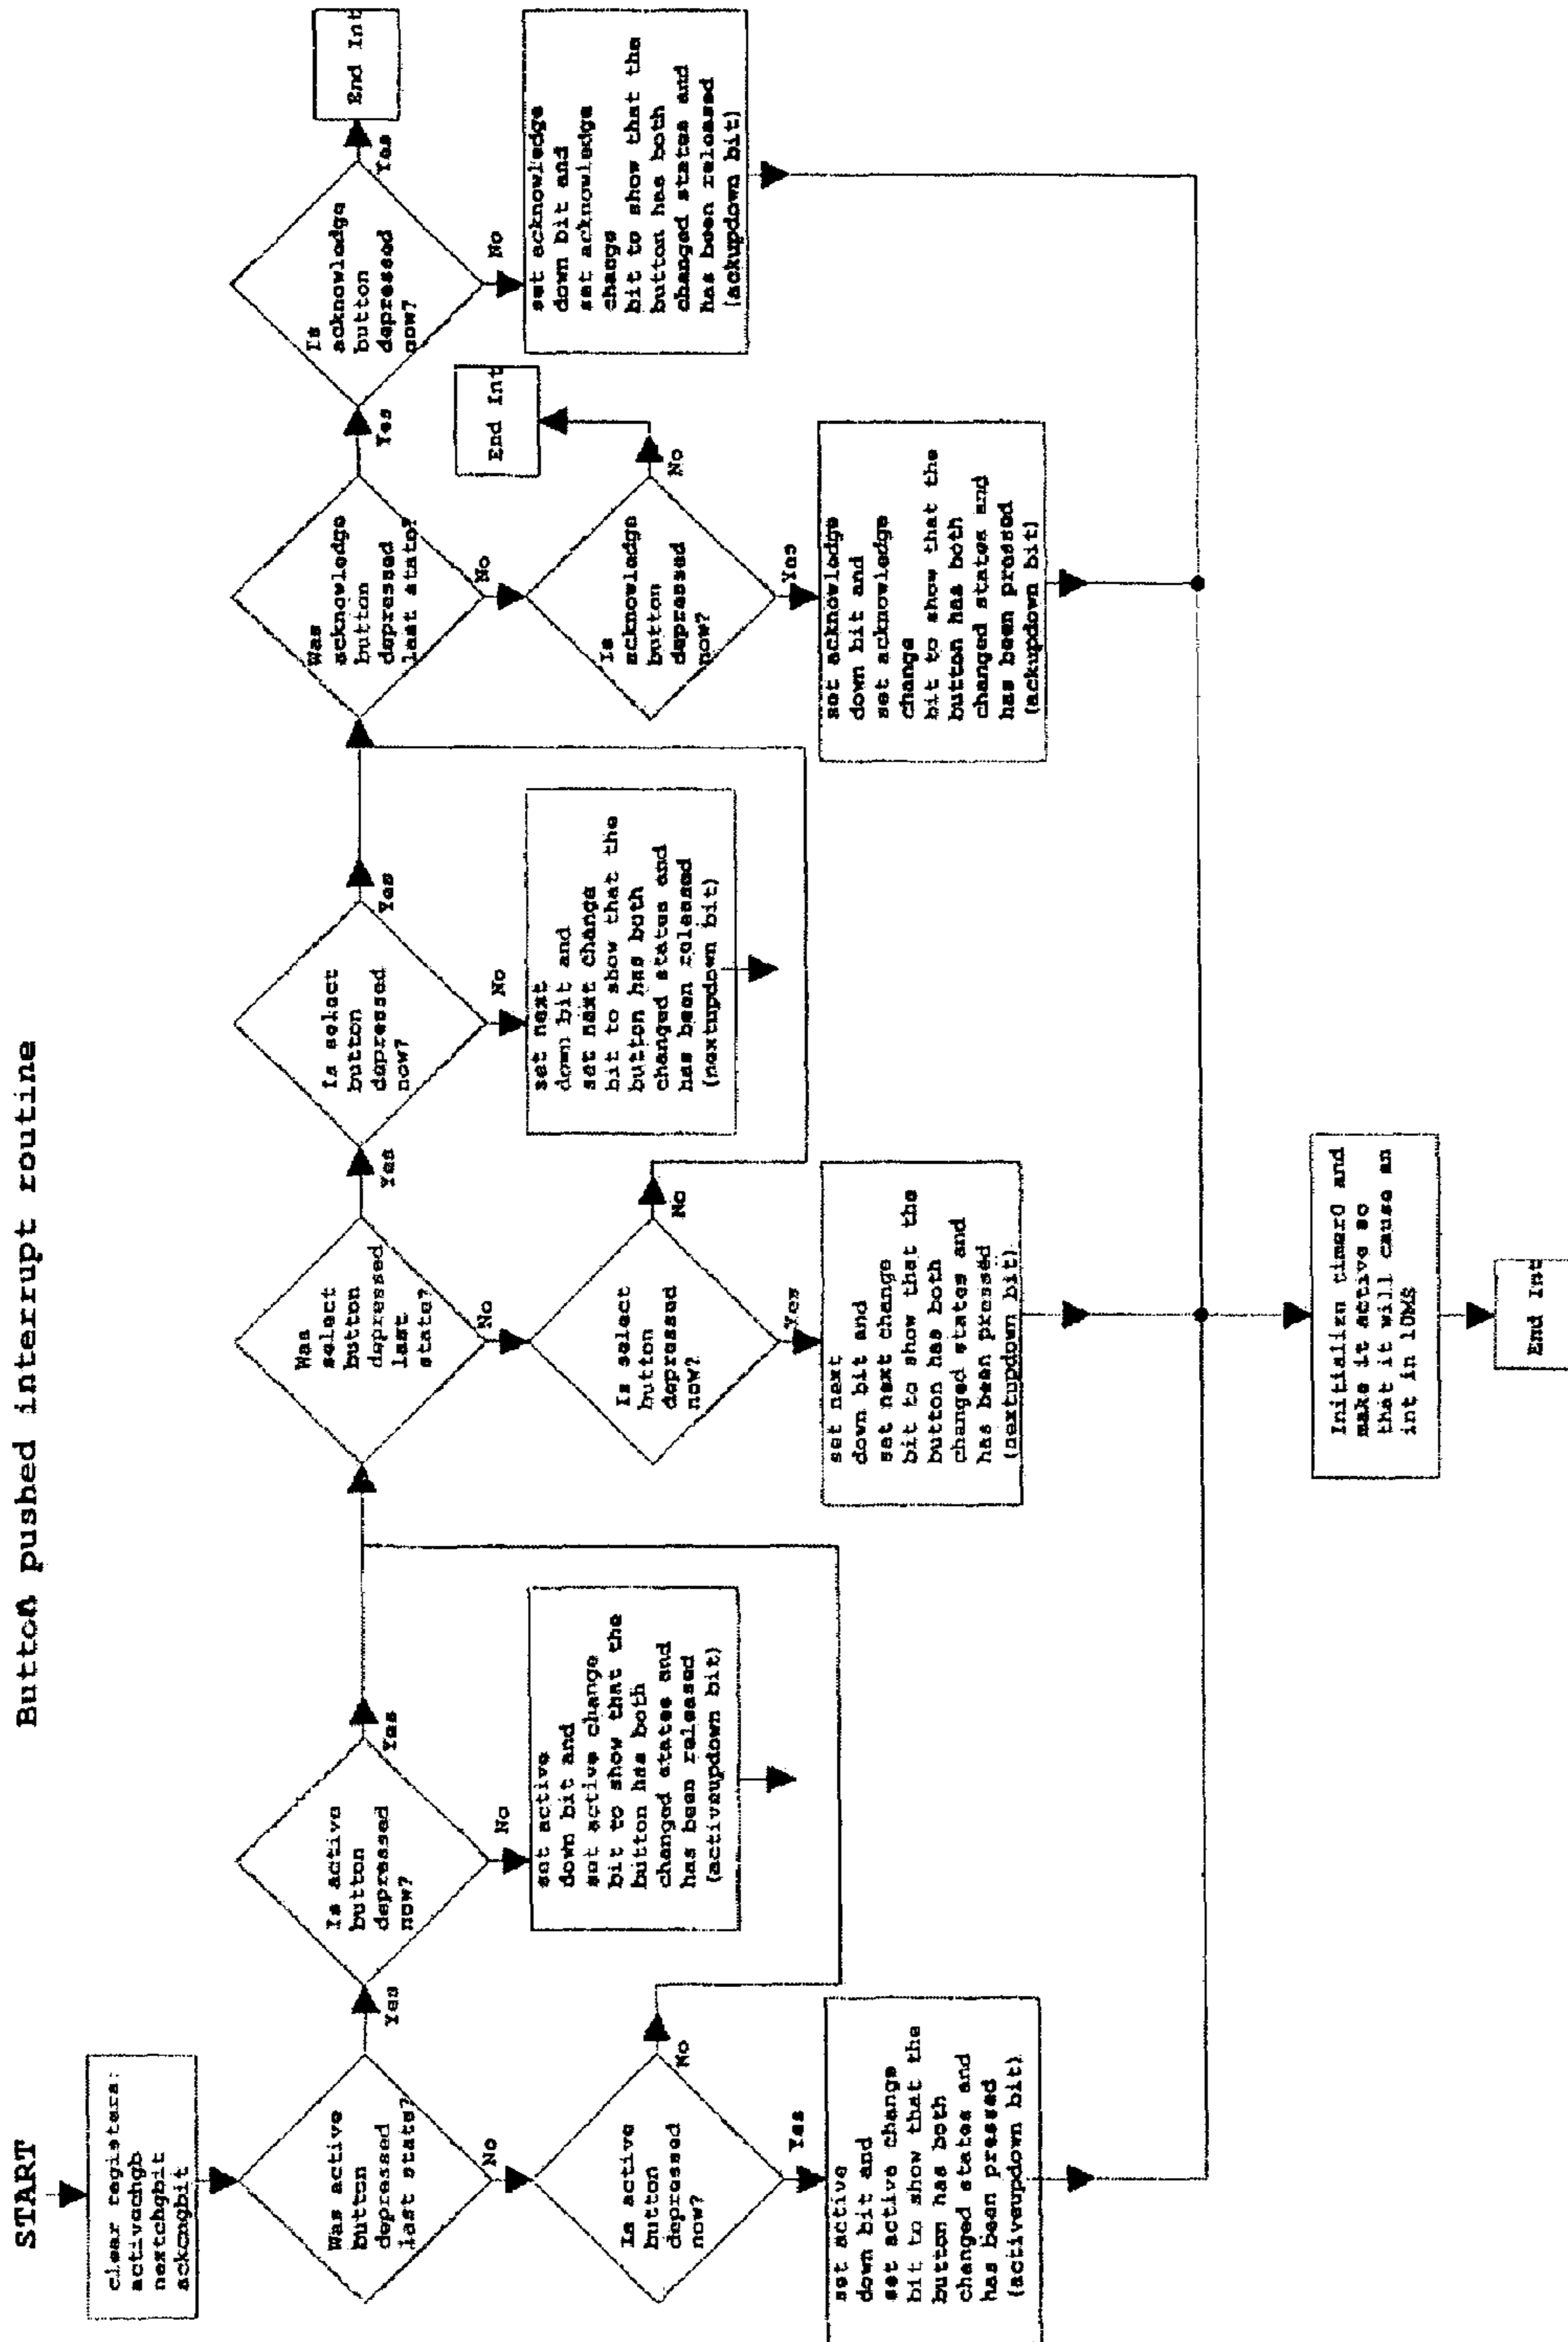 Button pushed interrupt routine
START
clear registers:
activechgb
nextchgbit
ackcngbit
Was active
button
depressed
last state?
Yes
No
Is active
button
depressed
now?
Yes
No
set active
down bit and
set active change
bit to show that the
button has both
changed states and
has been released
(activeupdown bit)
Is active
button
depressed
now?
No
Yes
set active
down bit and
set active change
bit to show that the
button has both
changed states and
has been pressed
(activeupdown bit)
Was
select
button
depressed
last
state?
Yes
No
Is select
button
depressed
now?
Yes
No
set next
down bit and
set next change
bit to show that the
button has both
changed states and
has been released
(nextupdown bit)
Is select
button
depressed
now?
No
Yes
set next
down bit and
set next change
bit to show that the
button has both
changed states and
has been pressed
(nextupdown bit)
Was
acknowledge
button
depressed
last state?
Yes
No
Is
acknowledge
button
depressed
now?
Yes
End Int
No
set acknowledge
down bit and
set acknowledge
change
bit to show that the
button has both
changed states and
has been released
(ackupdown bit)
Is
acknowledge
button
depressed
now?
No
End Int
Yes
set acknowledge
down bit and
set acknowledge
change
bit to show that the
button has both
changed states and
has been pressed
(ackupdown bit)
Initialize timer0 and
make it active so
that it will cause an
int in 10MS
End Int